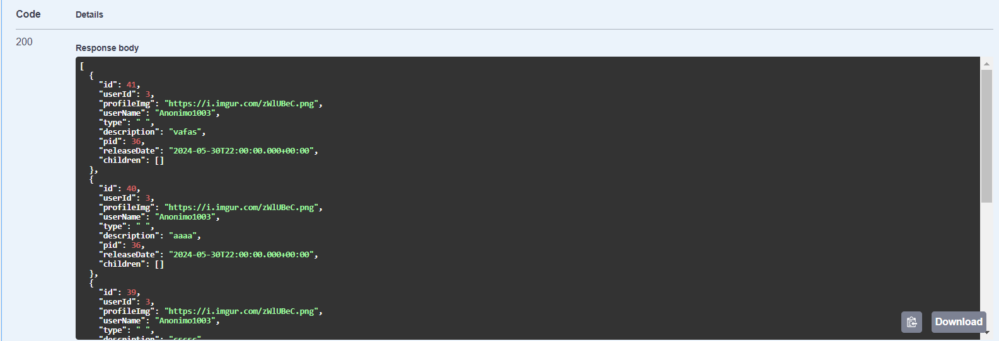 Code Details
200
Response body
[
{
"id": 41,
"userId": 3,
"profileImg": "https://i.imgur.com/zWlUBeC.png",
"userName": "Anonimo1003",
"type": " ",
"description": "vafas",
"pid": 36,
"releaseDate": "2024-05-30T22:00:00.000+00:00",
"children": []
},
{
"id": 40,
"userId": 3,
"profileImg": "https://i.imgur.com/zWlUBeC.png",
"userName": "Anonimo1003",
"type": " ",
"description": "aaaa",
"pid": 36,
"releaseDate": "2024-05-30T22:00:00.000+00:00",
"children": []
},
{
"id": 39,
"userId": 3,
"profileImg": "https://i.imgur.com/zWlUBeC.png",
"userName": "Anonimo1003",
"type": " ",
"description":
Download